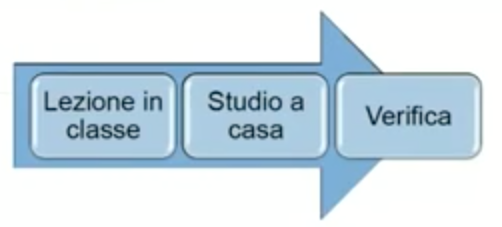 Lezione in
classe
Studio a
casa
Verifica